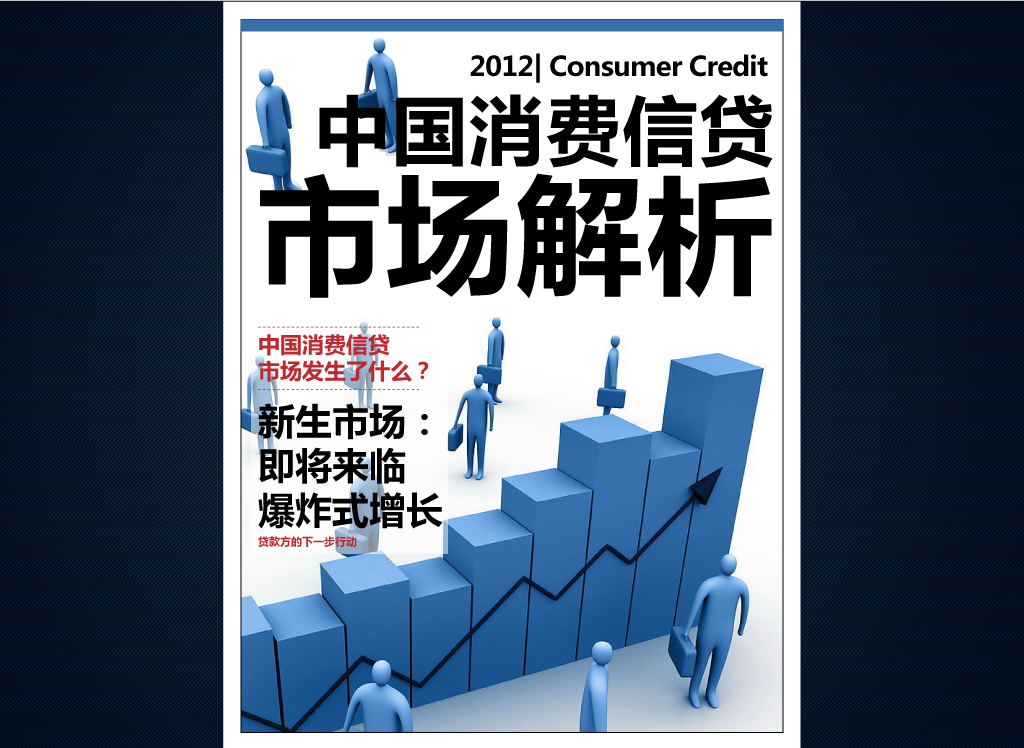 2012| Consumer Credit
中国消费信贷
市场解析
中国消费信贷
市场发生了什么？
新生市场：
即将来临
爆炸式增长
贷款方的下一步行动